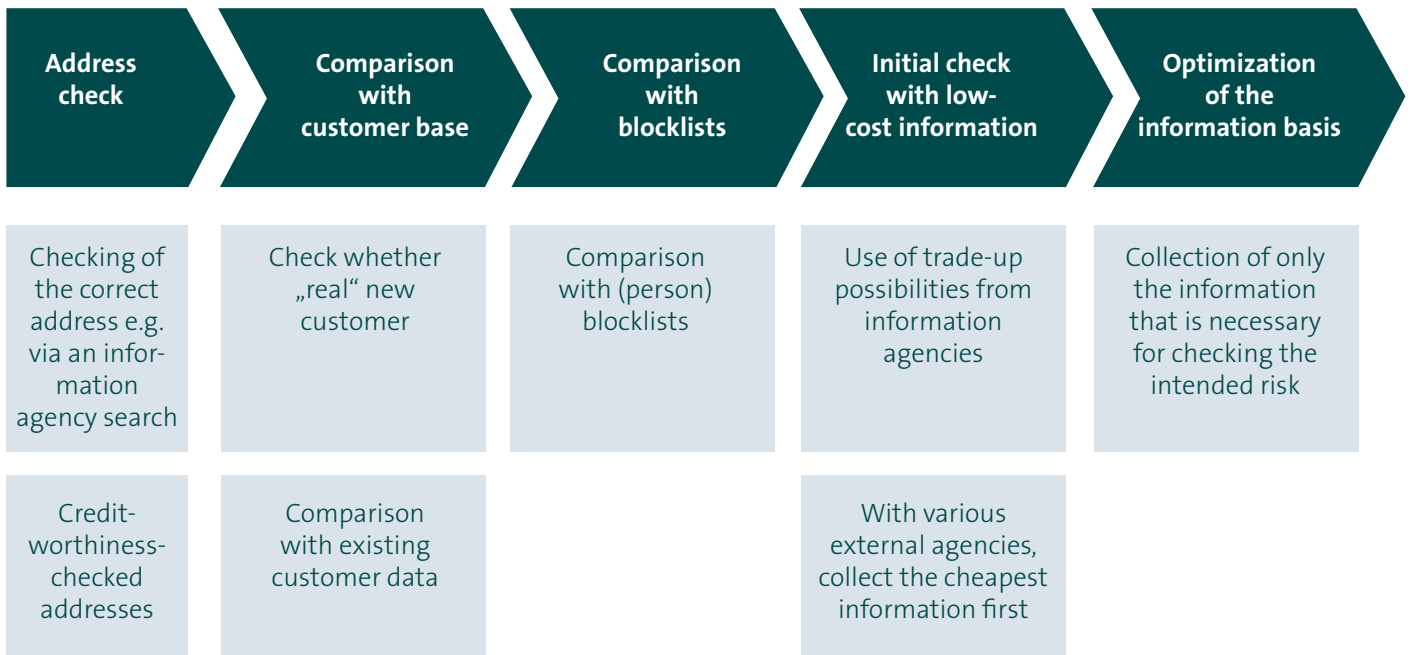 Address
check
Comparison
with
customer base
Comparison
with
blocklists
Initial check
with low-
cost information
Optimization
of the
information basis
Checking of
the correct
address e.g.
via an infor-
mation
agency search
Check whether
„real“ new
customer
Comparison
with (person)
blocklists
Use of trade-up
possibilities from
information
agencies
Collection of only
the information
that is necessary
for checking the
intended risk
Credit-
worthiness-
checked
addresses
Comparison
with existing
customer data
With various
external agencies,
collect the cheapest
information first